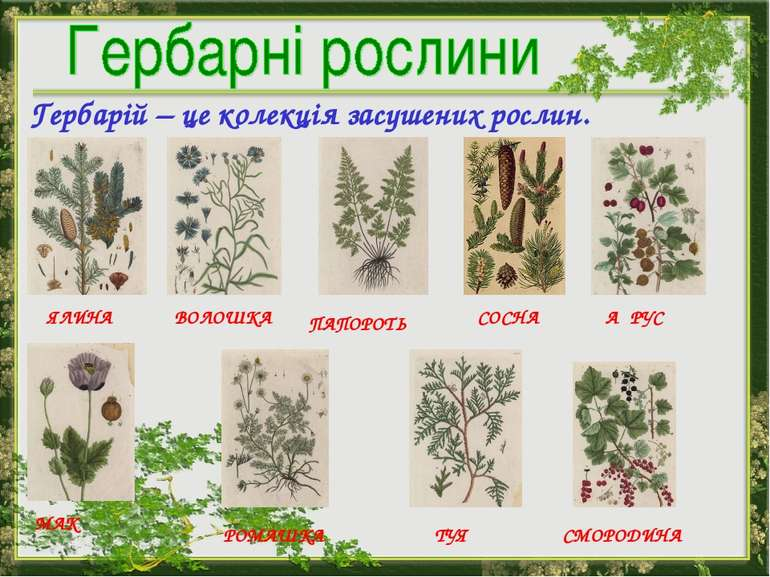 Гербарні рослини
Гербарій – це колекція засушених рослин.
ЯЛИНА ВОЛОШКА ПАПОРОТЬ СОСНА А РУС
МАК РОМАШКА ТУЯ СМОРОДИНА